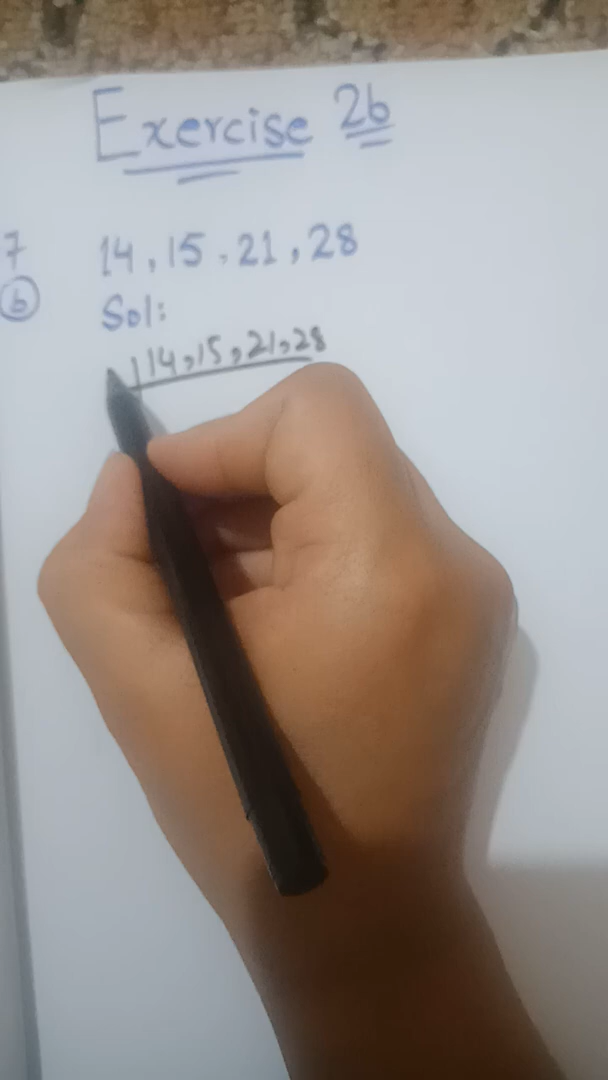 Exercise 2b
7 14, 15, 21, 28
b Sol:
14, 15, 21, 28